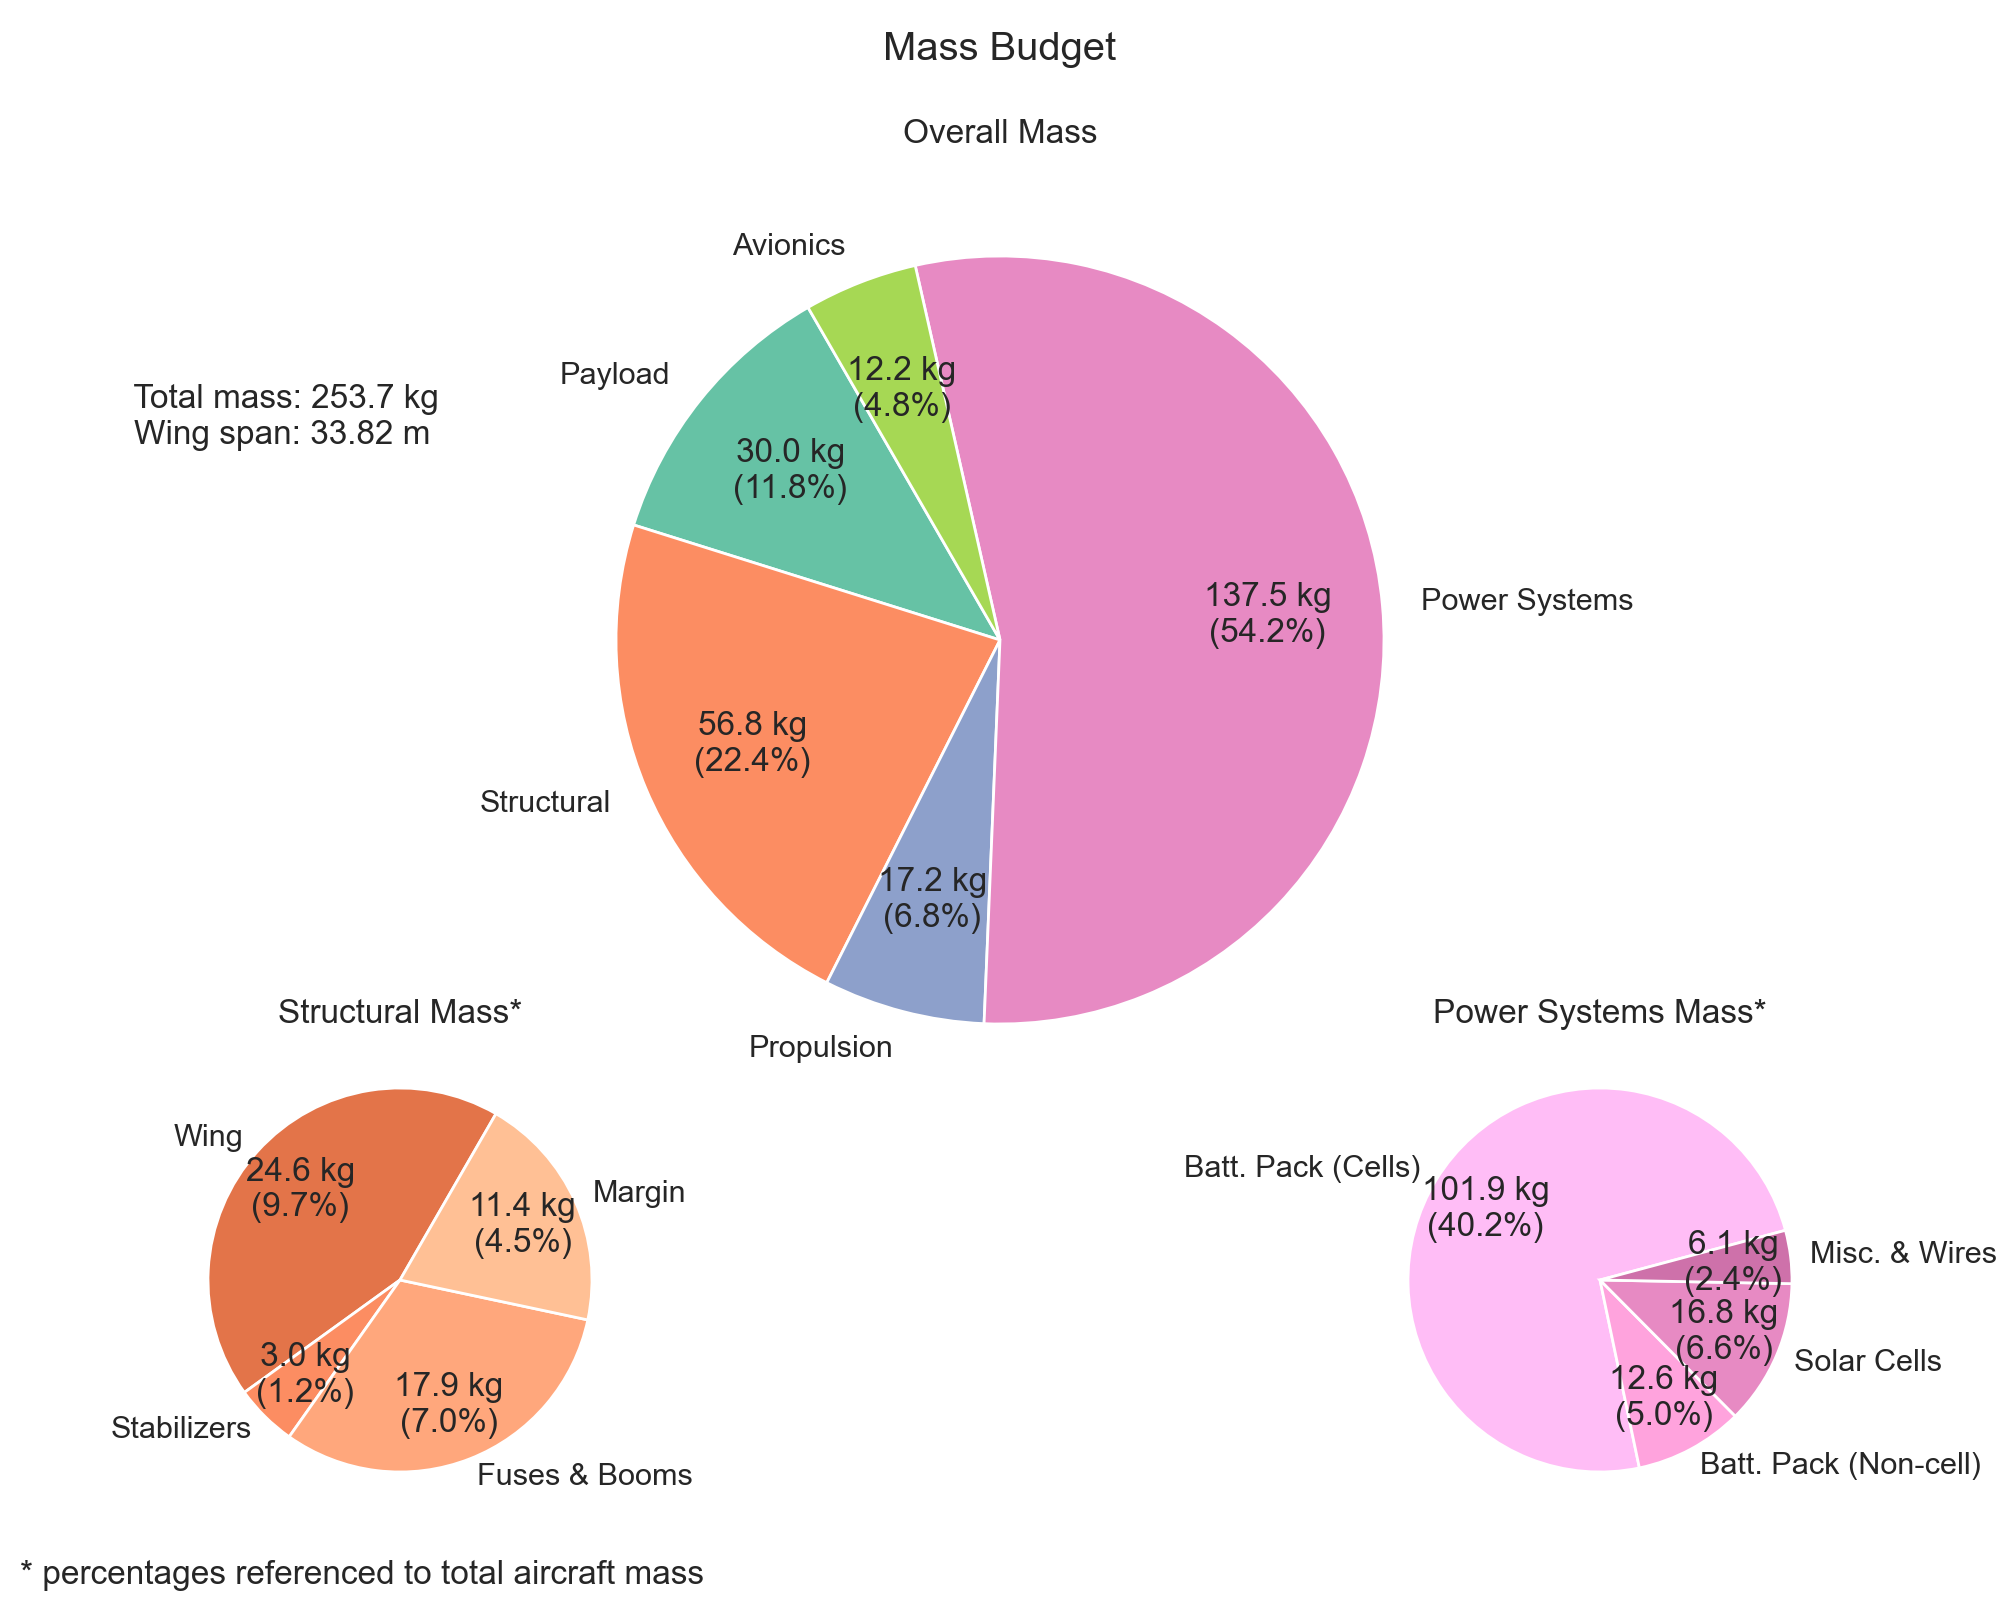 Mass Budget
Overall Mass
Avionics
12.2 kg
(4.8%)
Payload
30.0 kg
(11.8%)
Total mass: 253.7 kg
Wing span: 33.82 m
137.5 kg
(54.2%)
Power Systems
56.8 kg
(22.4%)
Structural
17.2 kg
(6.8%)
Propulsion
Structural Mass*
Wing
24.6 kg
(9.7%)
Margin
11.4 kg
(4.5%)
3.0 kg
(1.2%)
Stabilizers
17.9 kg
(7.0%)
Fuses & Booms
Power Systems Mass*
Batt. Pack (Cells)
101.9 kg
(40.2%)
6.1 kg
(2.4%)
Misc. & Wires
16.8 kg
(6.6%)
Solar Cells
12.6 kg
(5.0%)
Batt. Pack (Non-cell)
* percentages referenced to total aircraft mass